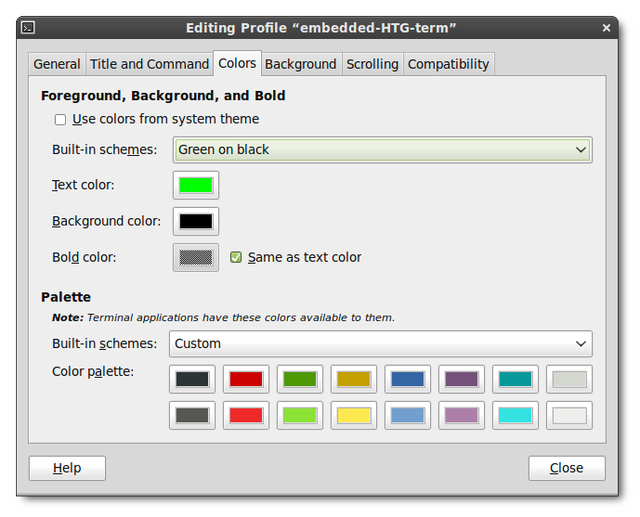 Editing Profile “embedded-HTG-term”
General Title and Command Colors Background Scrolling Compatibility
Foreground, Background, and Bold
Use colors from system theme
Built-in schemes: Green on black
Text color:
Background color:
Bold color: Same as text color
Palette
Note: Terminal applications have these colors available to them.
Built-in schemes: Custom
Color palette:
Help Close